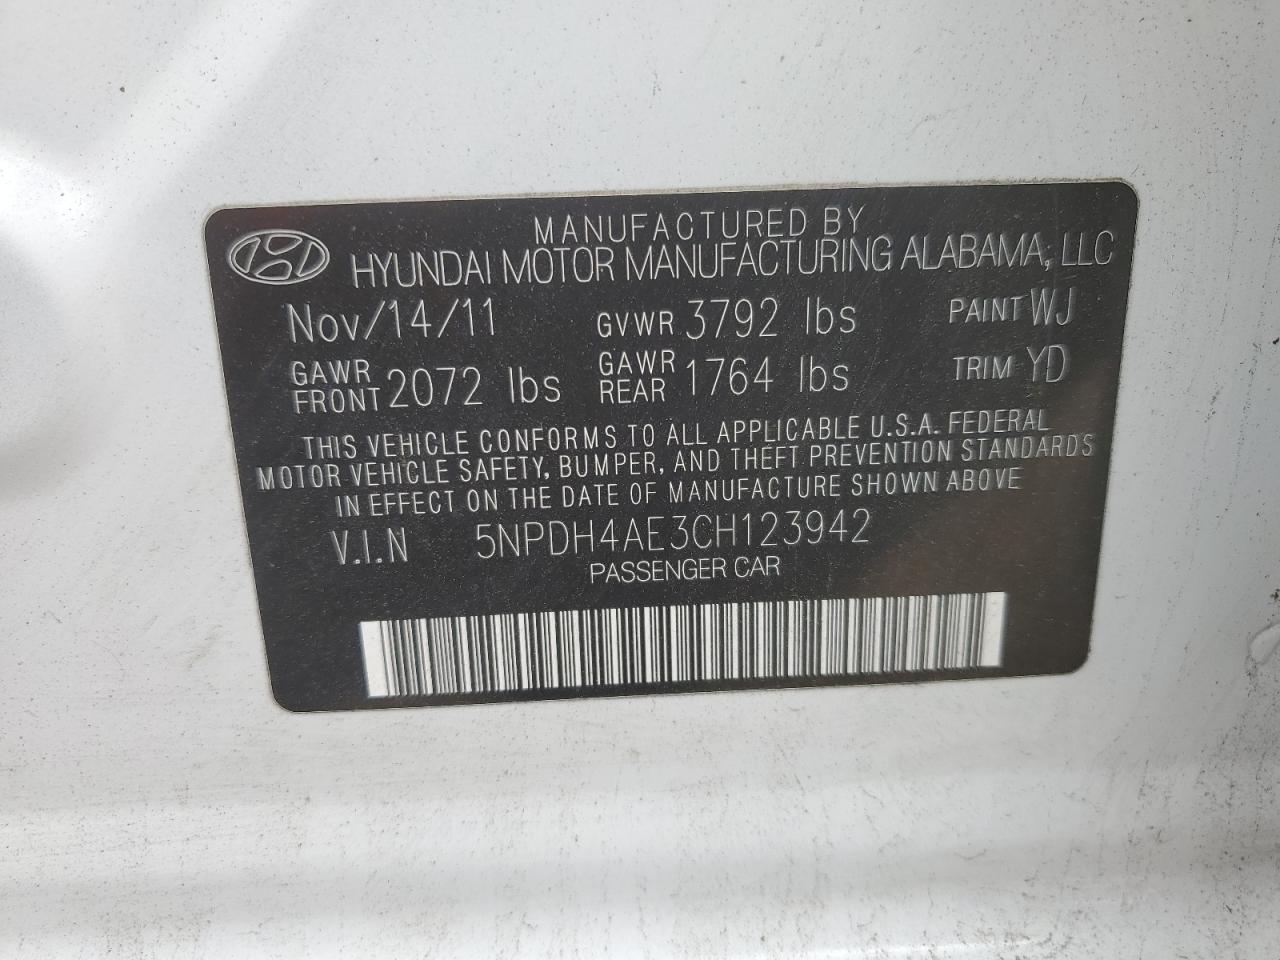 MANUFACTURED BY
HYUNDAI MOTOR MANUFACTURING ALABAMA, LLC
Nov/14/11 GVWR 3792 lbs PAINT WJ
GAWR FRONT 2072 lbs GAWR REAR 1764 lbs TRIM YD
THIS VEHICLE CONFORMS TO ALL APPLICABLE U.S.A. FEDERAL
MOTOR VEHICLE SAFETY, BUMPER, AND THEFT PREVENTION STANDARDS
IN EFFECT ON THE DATE OF MANUFACTURE SHOWN ABOVE
V.I.N 5NPDH4AE3CH123942
PASSENGER CAR